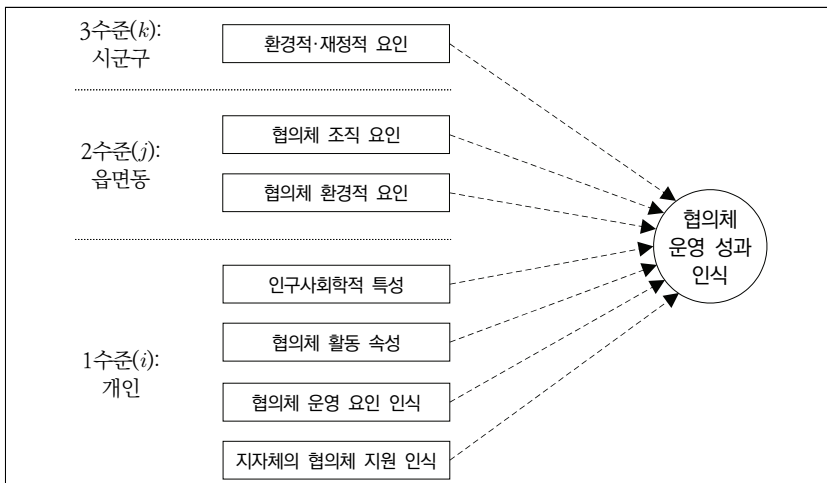 3수준(k):
시군구
환경적·재정적 요인
2수준(j):
읍면동
협의체 조직 요인
협의체 환경적 요인
협의체
운영 성과
인식
1수준(i):
개인
인구사회학적 특성
협의체 활동 속성
협의체 운영 요인 인식
지자체의 협의체 지원 인식